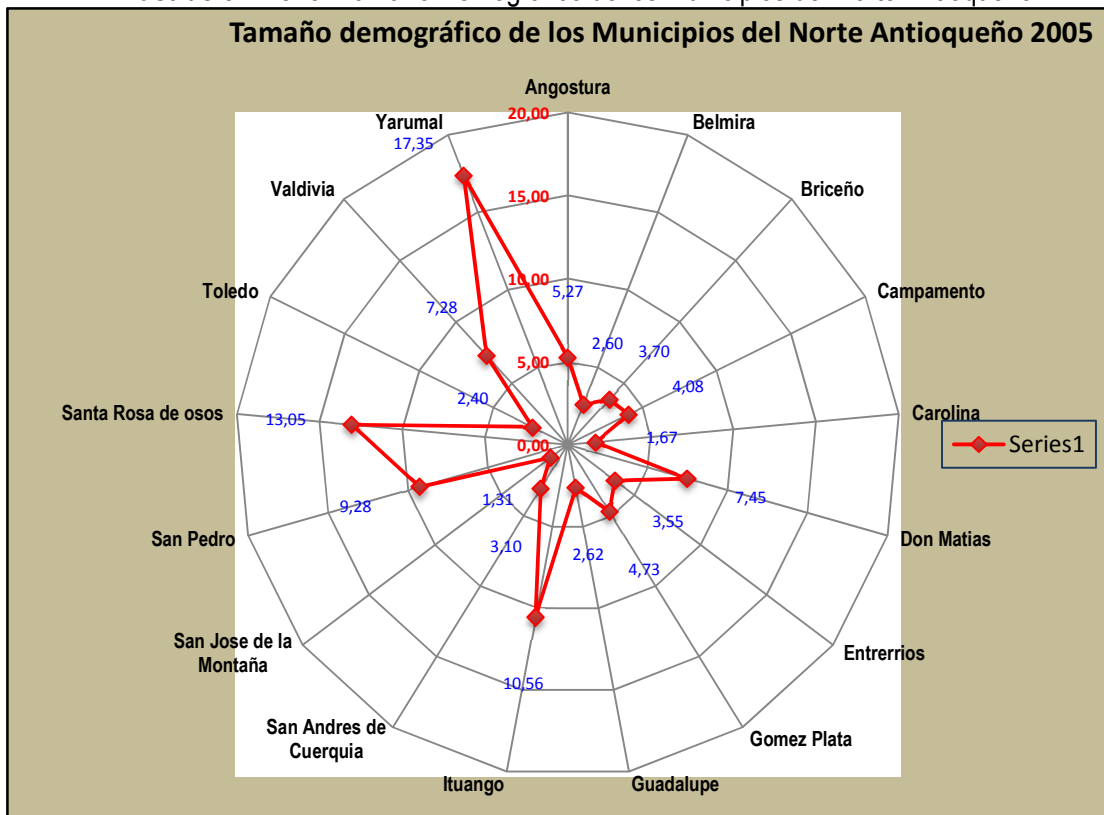 Tamaño demográfico de los Municipios del Norte Antioqueño 2005
Angostura
Yarumal
20,00
Belmira
17,35
Valdivia
15,00
Briceño
Toledo
7,28
10,00
5,27
Campamento
2,60
3,70
5,00
4,08
2,40
Santa Rosa de osos
13,05
Carolina
0,00
1,67
Series1
1,31
7,45
9,28
3,55
San Pedro
Don Matias
3,10
2,62
4,73
San Jose de la
Montaña
Entrerrios
10,56
San Andres de
Cuerquia
Gomez Plata
Ituango
Guadalupe